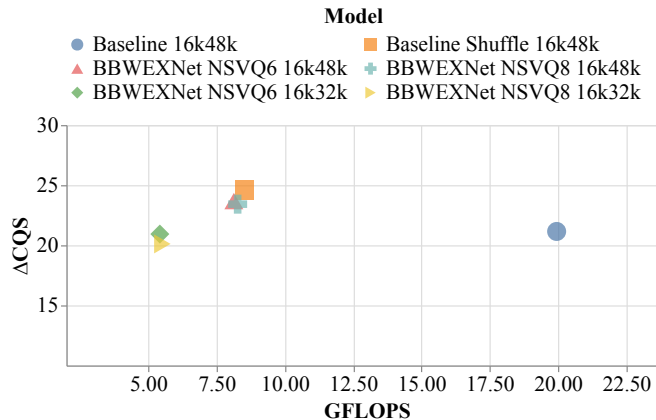 Model
Baseline 16k48k
Baseline Shuffle 16k48k
BBWEXNet NSVQ6 16k48k
BBWEXNet NSVQ8 16k48k
BBWEXNet NSVQ6 16k32k
BBWEXNet NSVQ8 16k32k
30
25
20
15
ΔCQS
5.00 7.50 10.00 12.50 15.00 17.50 20.00 22.50
GFLOPS